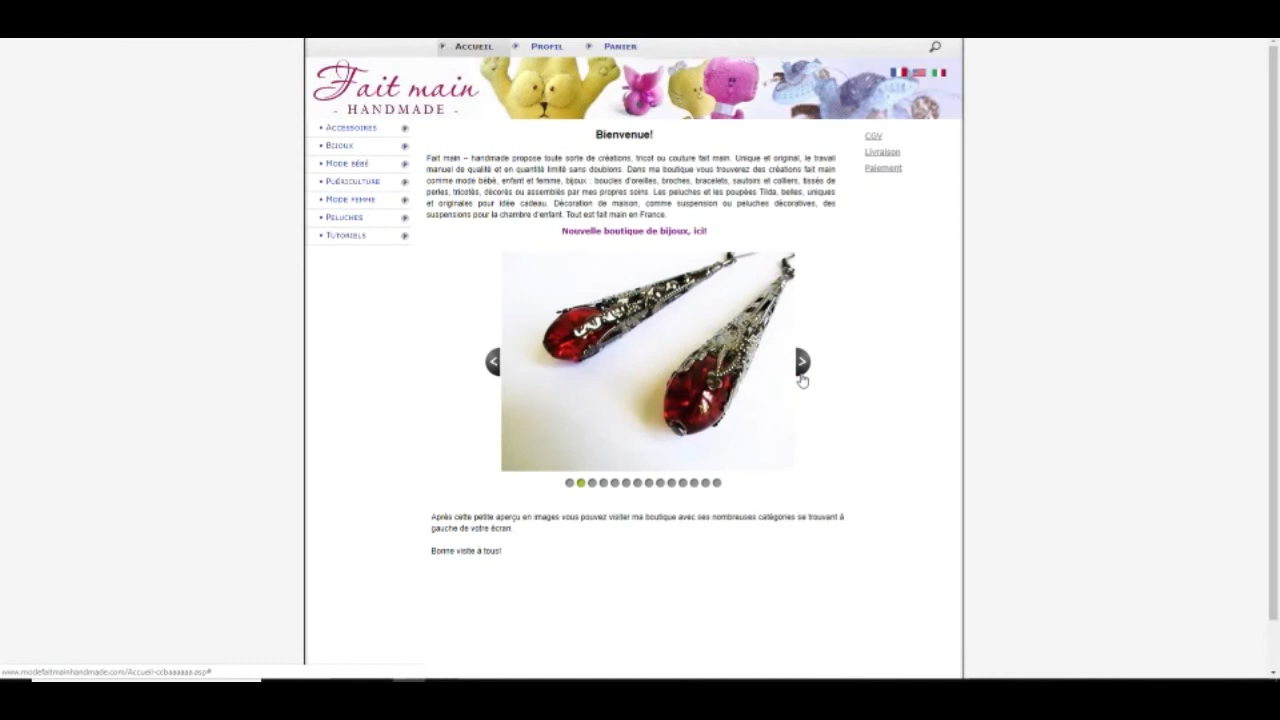 Accueil
Profil
Panier
Fait main
- HANDMADE -
Accessoires
Bijoux
Mode bébé
Puériculture
Mode femme
Peluches
Tutoriels
Bienvenue!
Fait main – handmade propose toute sorte de créations, tricot ou couture fait main. Unique et original, le travail
manuel de qualité et en quantité limité sans doublons. Dans ma boutique vous trouverez des créations fait main
comme mode bébé, enfant et femme, bijoux : boucles d'oreilles, broches, bracelets, sautoirs et colliers, tissés de
perles, tricotés, décorés ou assemblés par mes propres soins. Les peluches et les poupées Tilda, belles, uniques
et originales pour idée cadeau. Décoration de maison, comme suspension ou peluches décoratives, des
suspensions pour la chambre d'enfant. Tout est fait main en France.
Nouvelle boutique de bijoux, ici!
CGV
Livraison
Paiement
Après cette petite aperçu en images vous pouvez visiter ma boutique avec ses nombreuses catégories se trouvant à
gauche de votre écran.
Bonne visite à tous!
www.modefaitmainhandmade.com/Accueil-ccbaaaaaa.asp#